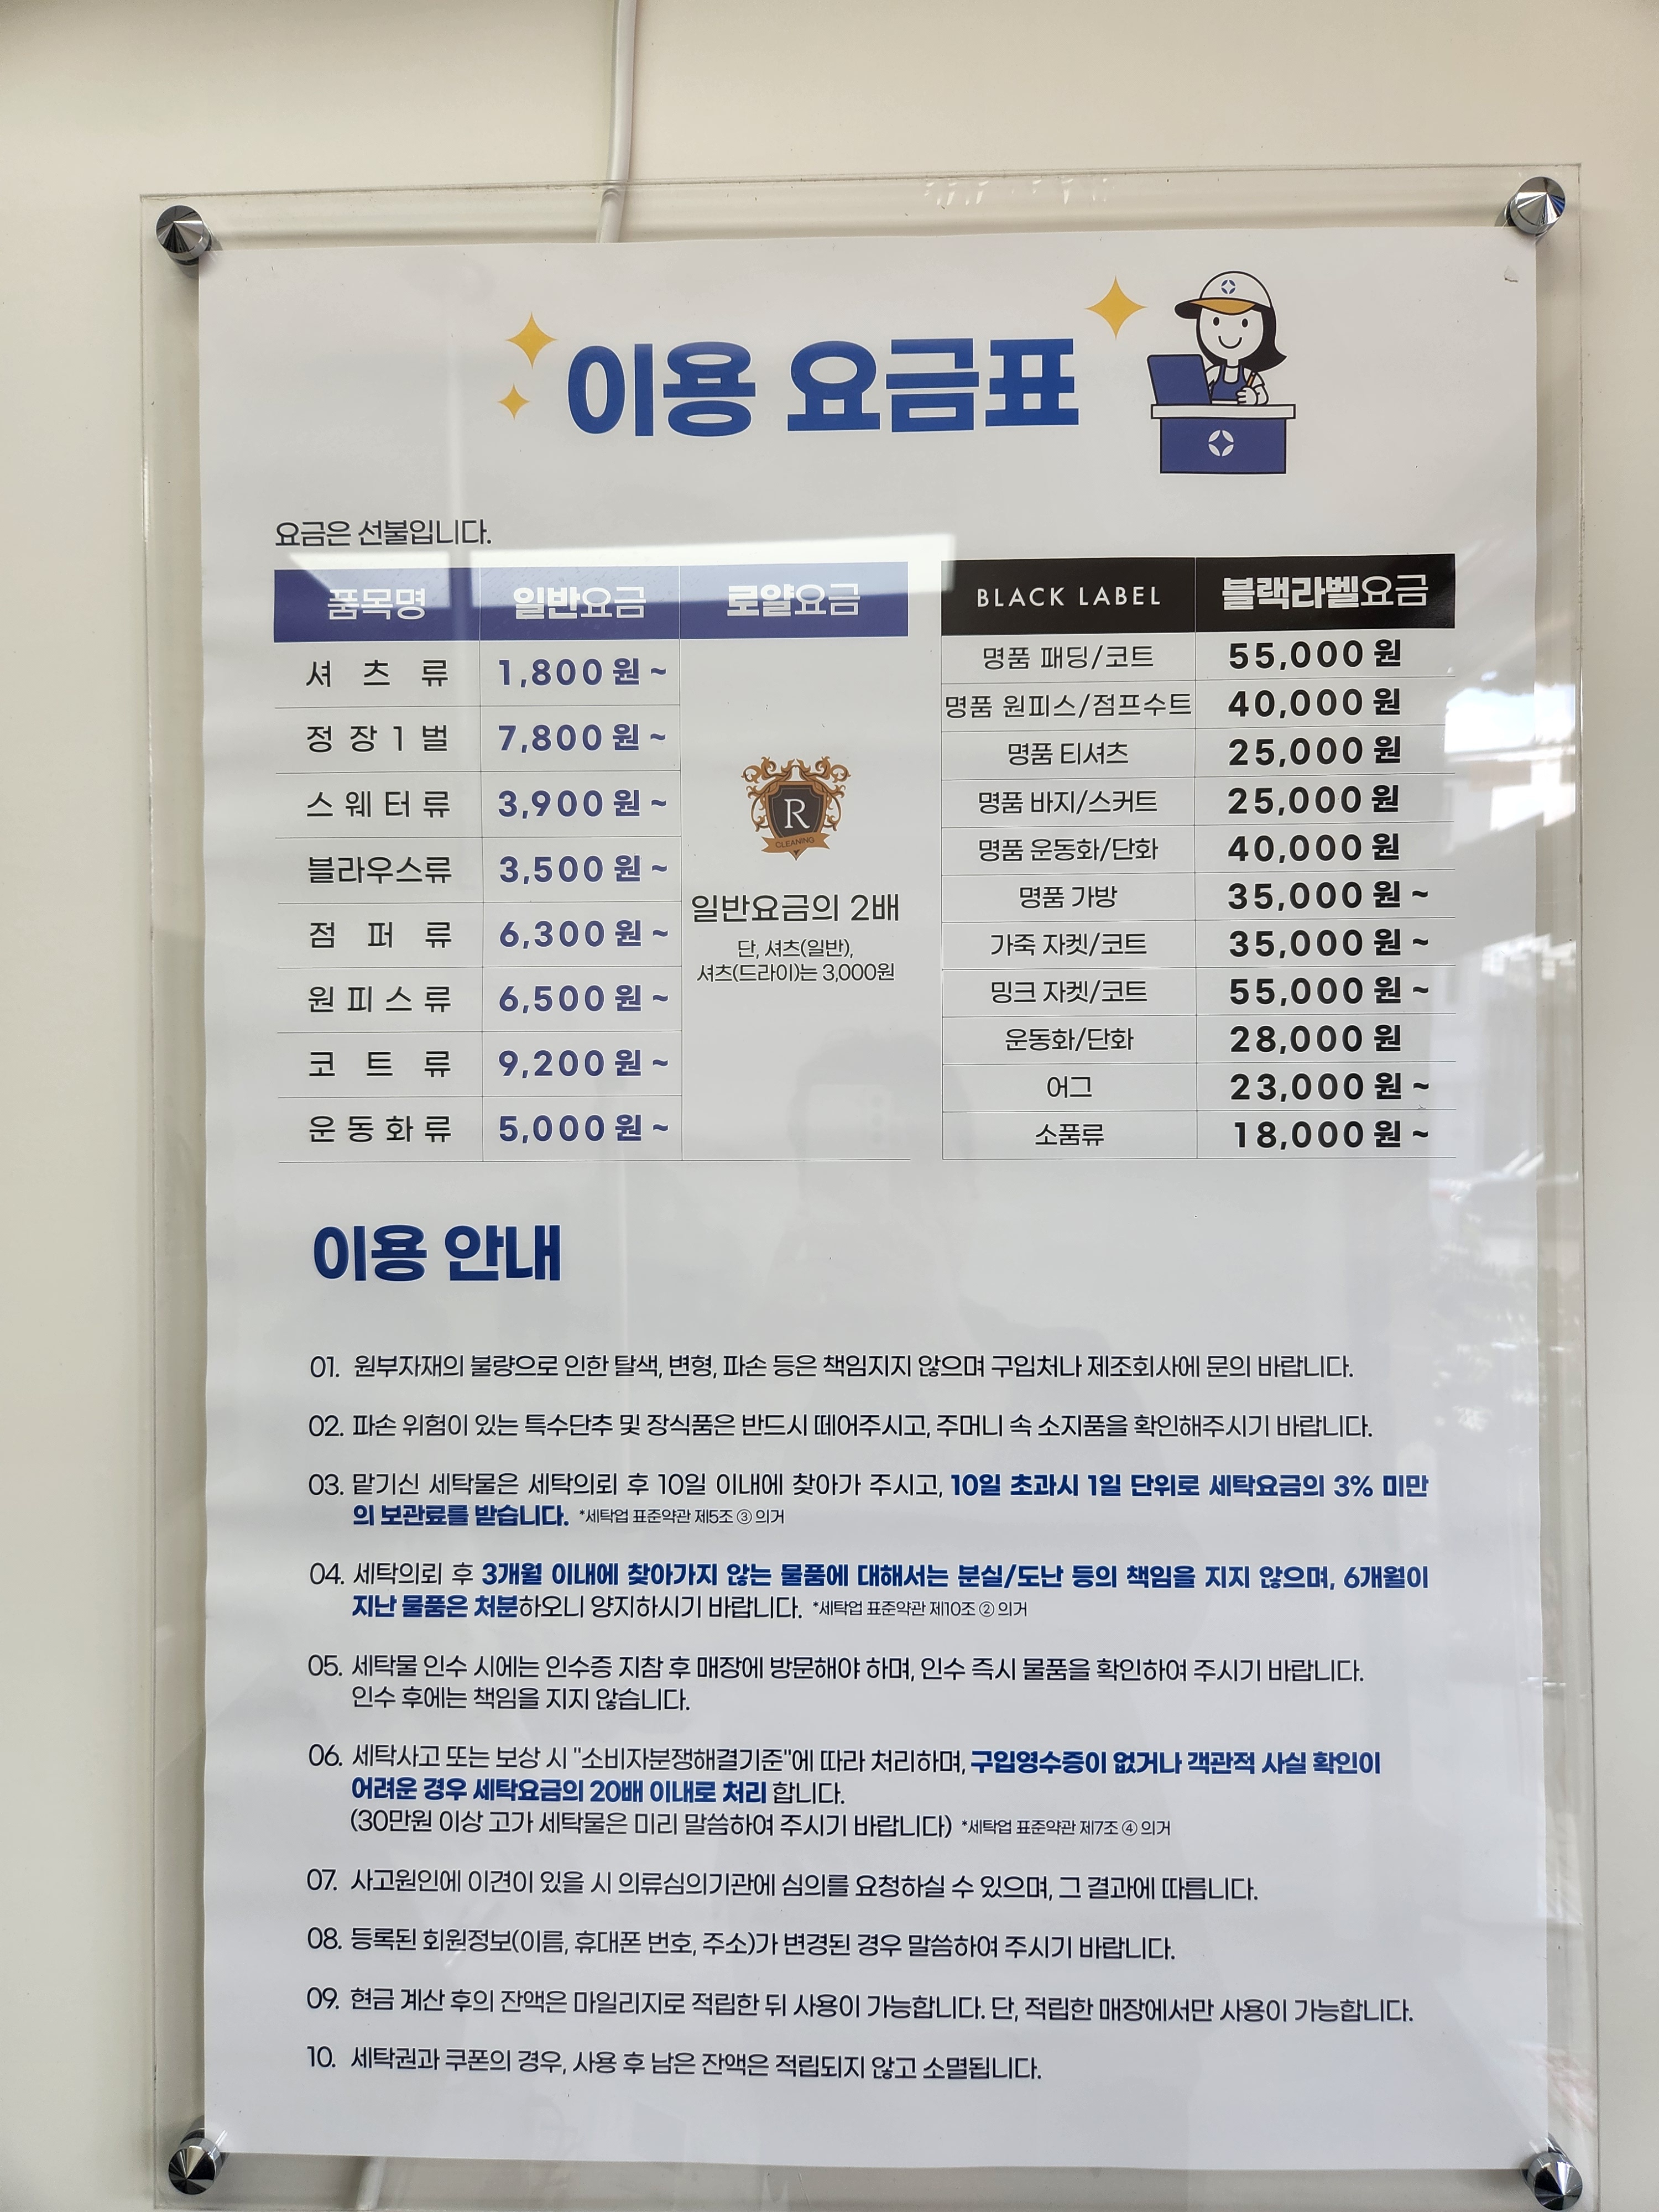 이용 요금표
요금은 선불입니다.
품목명 일반요금 로얄요금
셔츠류 1,800원~
정장1벌 7,800원~
스웨터류 3,900원~
블라우스류 3,500원~
점퍼류 6,300원~
원피스류 6,500원~
코트류 9,200원~
운동화류 5,000원~
R
CLEANING
일반요금의 2배
단, 셔츠(일반),
셔츠(드라이)는 3,000원
BLACK LABEL 블랙라벨요금
명품 패딩/코트 55,000원
명품 원피스/점프수트 40,000원
명품 티셔츠 25,000원
명품 바지/스커트 25,000원
명품 운동화/단화 40,000원
명품 가방 35,000원~
가죽 자켓/코트 35,000원~
밍크 자켓/코트 55,000원~
운동화/단화 28,000원
어그 23,000원~
소품류 18,000원~
이용 안내
01. 원부자재의 불량으로 인한 탈색, 변형, 파손 등은 책임지지 않으며 구입처나 제조회사에 문의 바랍니다.
02. 파손 위험이 있는 특수단추 및 장식품은 반드시 떼어주시고, 주머니 속 소지품을 확인해주시기 바랍니다.
03. 맡기신 세탁물은 세탁의뢰 후 10일 이내에 찾아가 주시고, 10일 초과시 1일 단위로 세탁요금의 3% 미만
의 보관료를 받습니다. *세탁업 표준약관 제5조 ③ 의거
04. 세탁의뢰 후 3개월 이내에 찾아가지 않는 물품에 대해서는 분실/도난 등의 책임을 지지 않으며, 6개월이
지난 물품은 처분하오니 양지하시기 바랍니다. *세탁업 표준약관 제10조 ② 의거
05. 세탁물 인수 시에는 인수증 지참 후 매장에 방문해야 하며, 인수 즉시 물품을 확인하여 주시기 바랍니다.
인수 후에는 책임을 지지 않습니다.
06. 세탁사고 또는 보상 시 "소비자분쟁해결기준"에 따라 처리하며, 구입영수증이 없거나 객관적 사실 확인이
어려운 경우 세탁요금의 20배 이내로 처리 합니다.
(30만원 이상 고가 세탁물은 미리 말씀하여 주시기 바랍니다) *세탁업 표준약관 제7조 ④ 의거
07. 사고원인에 이견이 있을 시 의류심의기관에 심의를 요청하실 수 있으며, 그 결과에 따릅니다.
08. 등록된 회원정보(이름, 휴대폰 번호, 주소)가 변경된 경우 말씀하여 주시기 바랍니다.
09. 현금 계산 후의 잔액은 마일리지로 적립한 뒤 사용이 가능합니다. 단, 적립한 매장에서만 사용이 가능합니다.
10. 세탁권과 쿠폰의 경우, 사용 후 남은 잔액은 적립되지 않고 소멸됩니다.